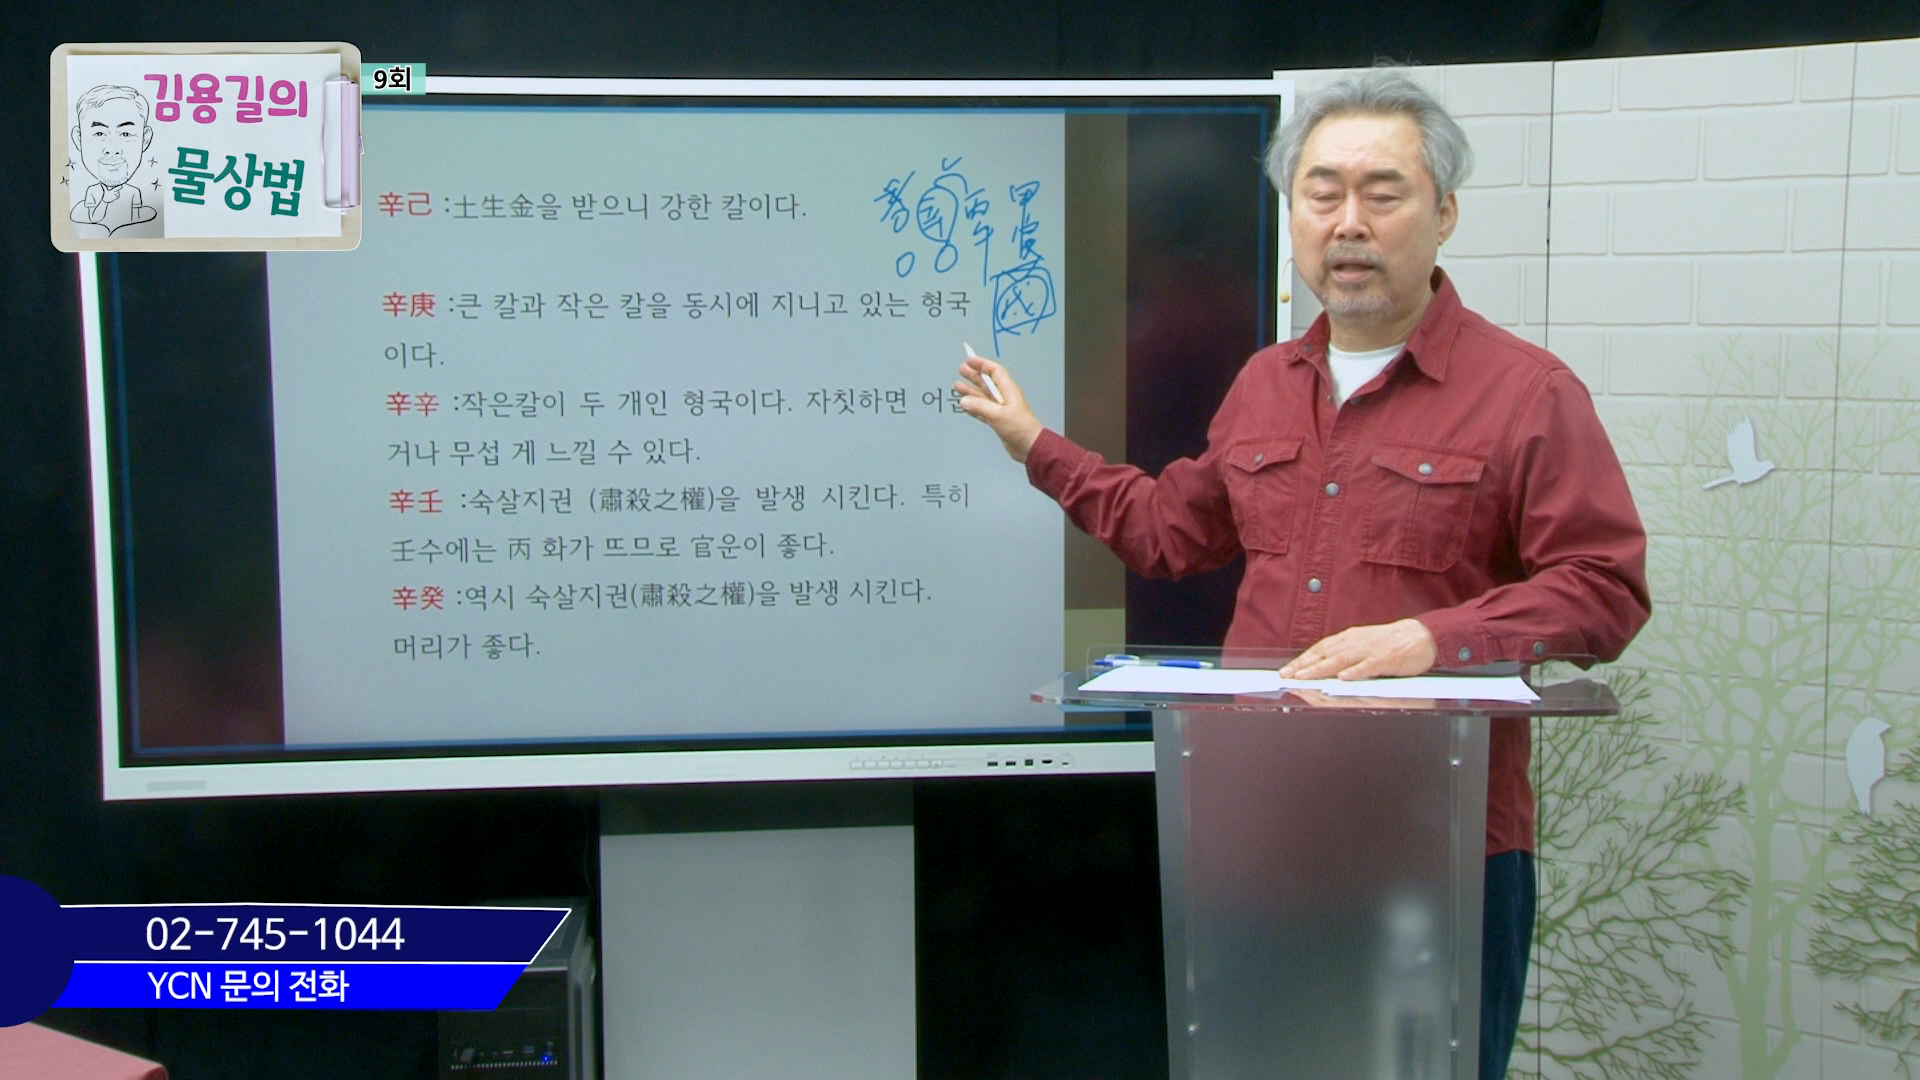 김용길의
물상법
9회
辛己 :土生金을 받으니 강한 칼이다.
辛庚 :큰 칼과 작은 칼을 동시에 지니고 있는 형국
이다.
辛辛 :작은칼이 두 개인 형국이다. 자칫하면
거나 무섭 게 느낄 수 있다.
辛壬 :숙살지권 (肅殺之權)을 발생 시킨다. 특히
壬수에는 丙 화가 뜨므로 官운이 좋다.
辛癸 :역시 숙살지권(肅殺之權)을 발생 시킨다.
머리가 좋다.
辛 丙 甲
午 寅
戌
02-745-1044
YCN 문의 전화